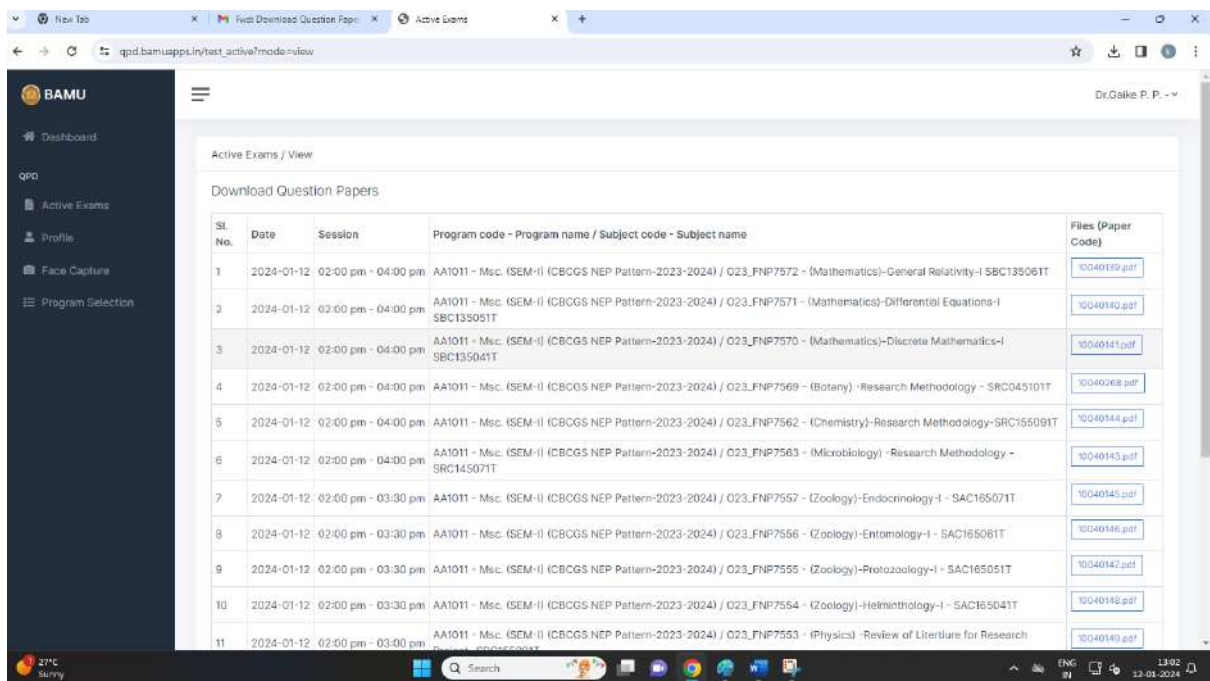 New Tab
Fwd: Download Question Pape
Active Exams
qpd.bamuapps.in/test_active?mode=view
BAMU
Dr.Gaike P. P. -
Dashboard
QPD
Active Exams
Profile
Face Capture
Program Selection
Active Exams / View
Download Question Papers
Sl. No. Date Session Program code - Program name / Subject code - Subject name Files (Paper Code)
1 2024-01-12 02:00 pm - 04:00 pm AA1011 - Msc. (SEM-I) (CBCGS NEP Pattern-2023-2024) / O23_FNP7572 - (Mathematics)-General Relativity-I SBC135061T 10040139.pdf
2 2024-01-12 02:00 pm - 04:00 pm AA1011 - Msc. (SEM-I) (CBCGS NEP Pattern-2023-2024) / O23_FNP7571 - (Mathematics)-Differential Equations-I
SBC135051T 10040140.pdf
3 2024-01-12 02:00 pm - 04:00 pm AA1011 - Msc. (SEM-I) (CBCGS NEP Pattern-2023-2024) / O23_FNP7570 - (Mathematics)-Discrete Mathematics-I
SBC135041T 10040141.pdf
4 2024-01-12 02:00 pm - 04:00 pm AA1011 - Msc. (SEM-I) (CBCGS NEP Pattern-2023-2024) / O23_FNP7569 - (Botany) -Research Methodology - SRC045101T 10040268.pdf
5 2024-01-12 02:00 pm - 04:00 pm AA1011 - Msc. (SEM-I) (CBCGS NEP Pattern-2023-2024) / O23_FNP7562 - (Chemistry)-Research Methodology-SRC155091T 10040144.pdf
6 2024-01-12 02:00 pm - 04:00 pm AA1011 - Msc. (SEM-I) (CBCGS NEP Pattern-2023-2024) / O23_FNP7563 - (Microbiology) -Research Methodology -
SRC145071T 10040143.pdf
7 2024-01-12 02:00 pm - 03:30 pm AA1011 - Msc. (SEM-I) (CBCGS NEP Pattern-2023-2024) / O23_FNP7557 - (Zoology)-Endocrinology-I - SAC165071T 10040145.pdf
8 2024-01-12 02:00 pm - 03:30 pm AA1011 - Msc. (SEM-I) (CBCGS NEP Pattern-2023-2024) / O23_FNP7556 - (Zoology)-Entomology-I - SAC165061T 10040146.pdf
9 2024-01-12 02:00 pm - 03:30 pm AA1011 - Msc. (SEM-I) (CBCGS NEP Pattern-2023-2024) / O23_FNP7555 - (Zoology)-Protozoology-I - SAC165051T 10040147.pdf
10 2024-01-12 02:00 pm - 03:30 pm AA1011 - Msc. (SEM-I) (CBCGS NEP Pattern-2023-2024) / O23_FNP7554 - (Zoology)-Helminthology-I - SAC165041T 10040148.pdf
11 2024-01-12 02:00 pm - 03:00 pm AA1011 - Msc. (SEM-I) (CBCGS NEP Pattern-2023-2024) / O23_FNP7553 - (Physics) -Review of Litertiure for Research 10040149.pdf
27°C
Sunny
Search
ENG
IN
13:02
12-01-2024